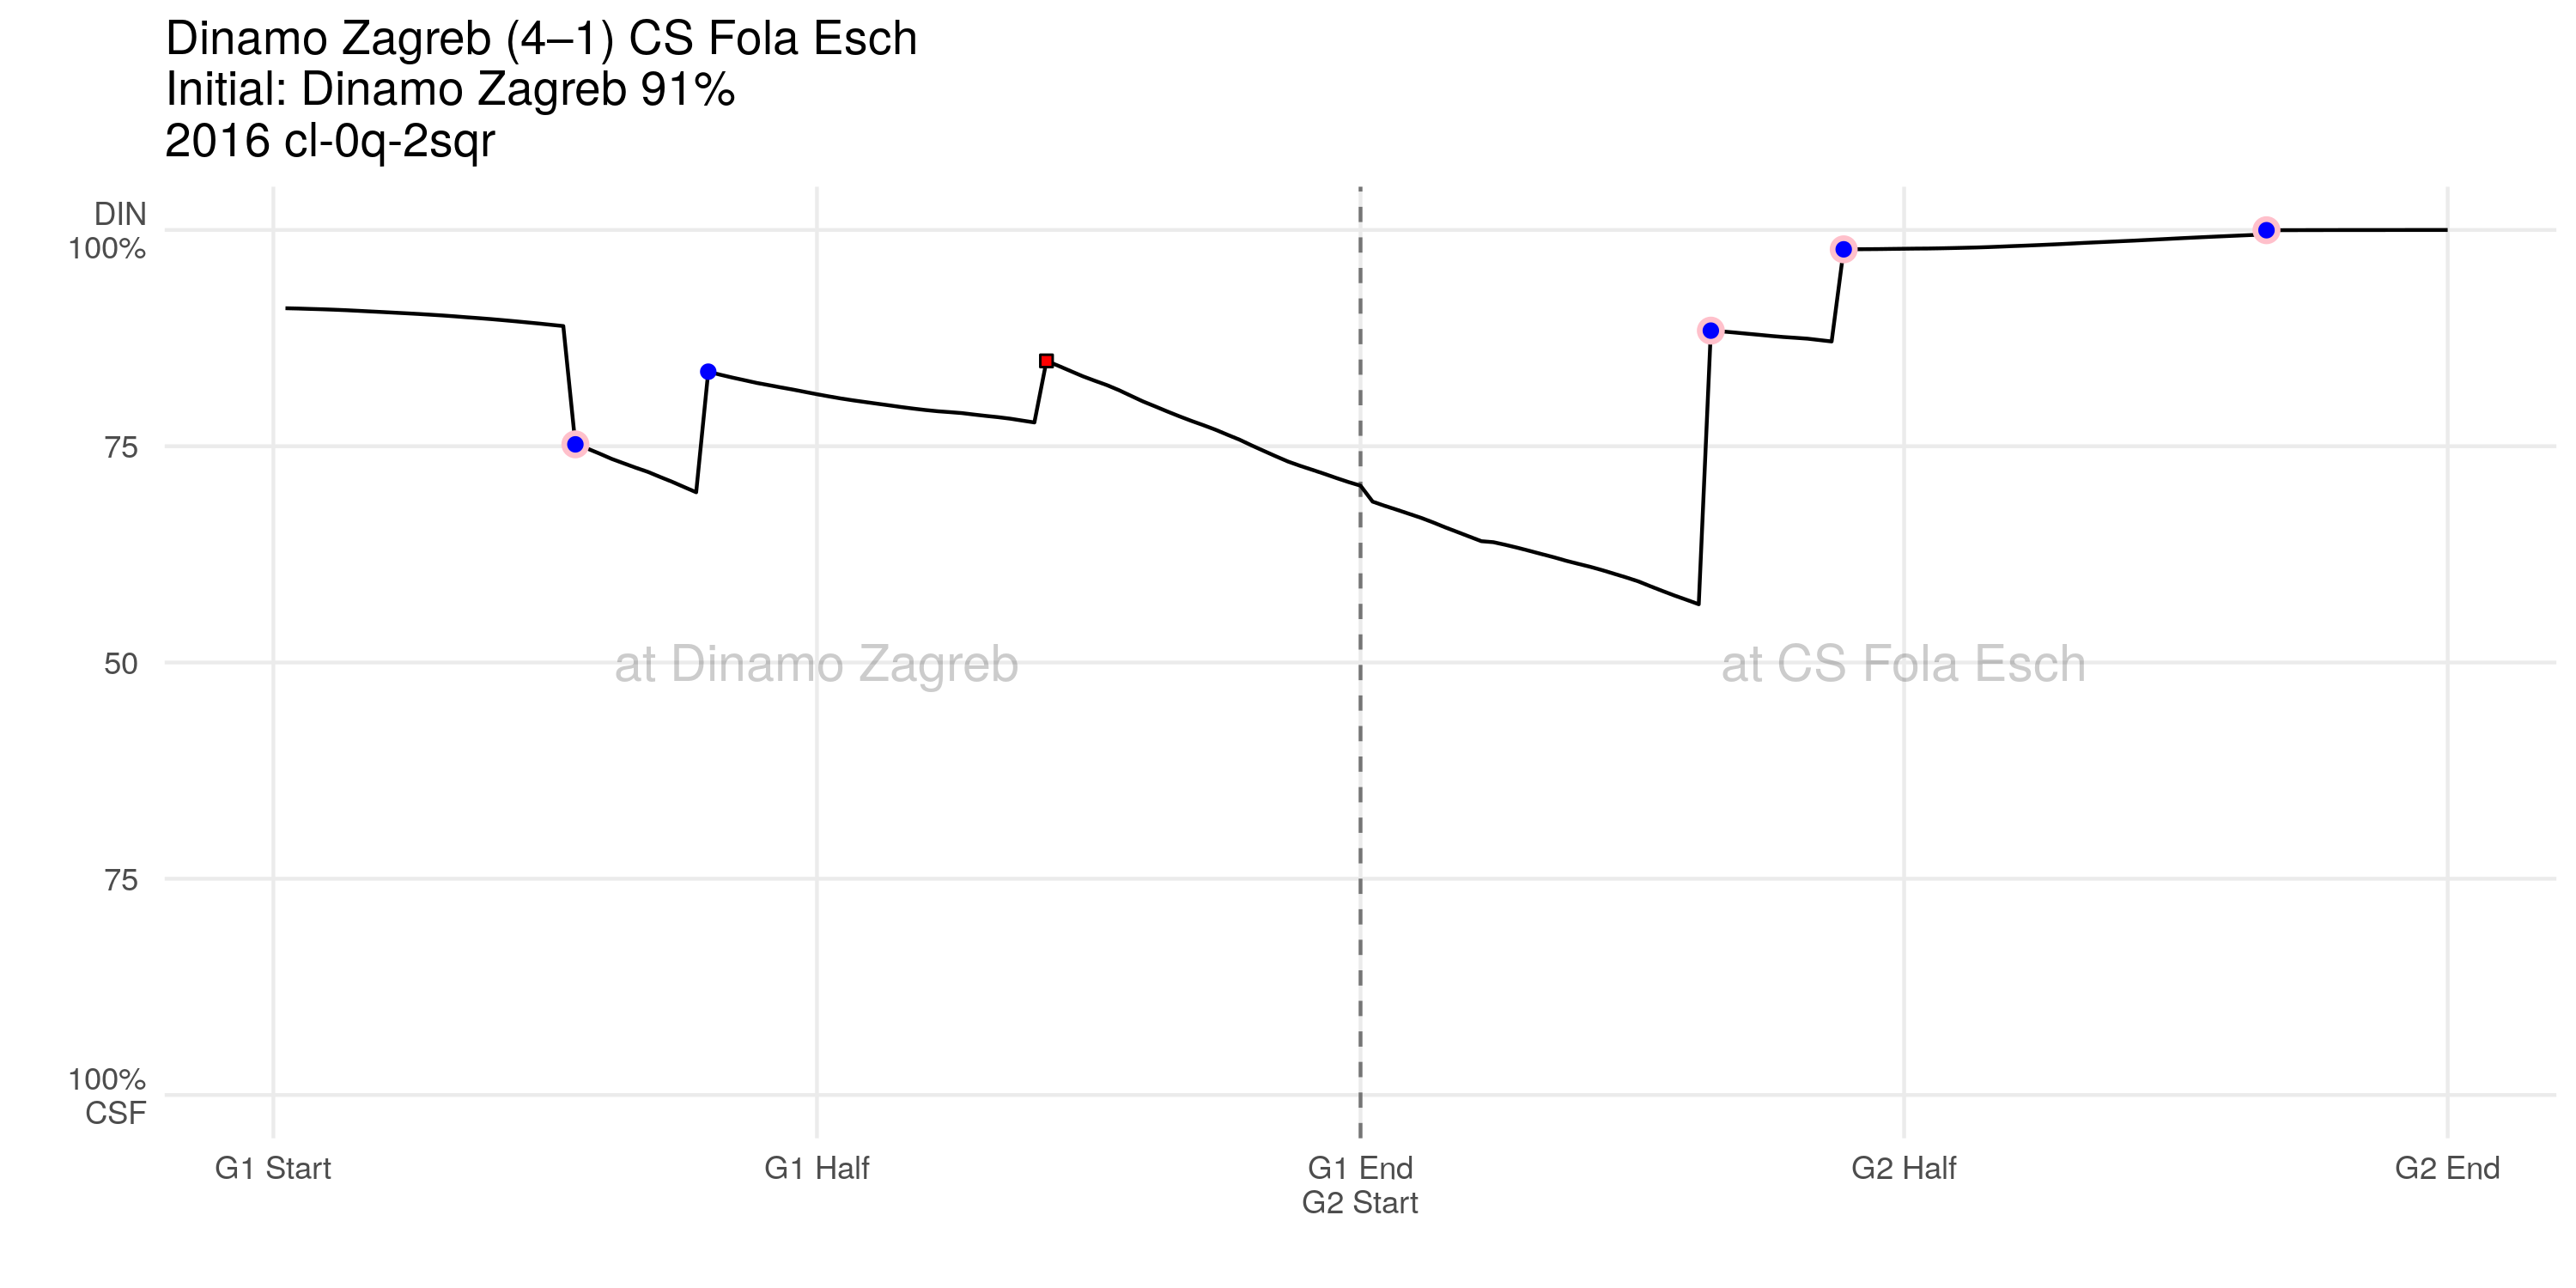 Dinamo Zagreb (4–1) CS Fola Esch
Initial: Dinamo Zagreb 91%
2016 cl-0q-2sqr
DIN
100%
75
50
75
100%
CSF
at Dinamo Zagreb
at CS Fola Esch
G1 Start
G1 Half
G1 End
G2 Start
G2 Half
G2 End